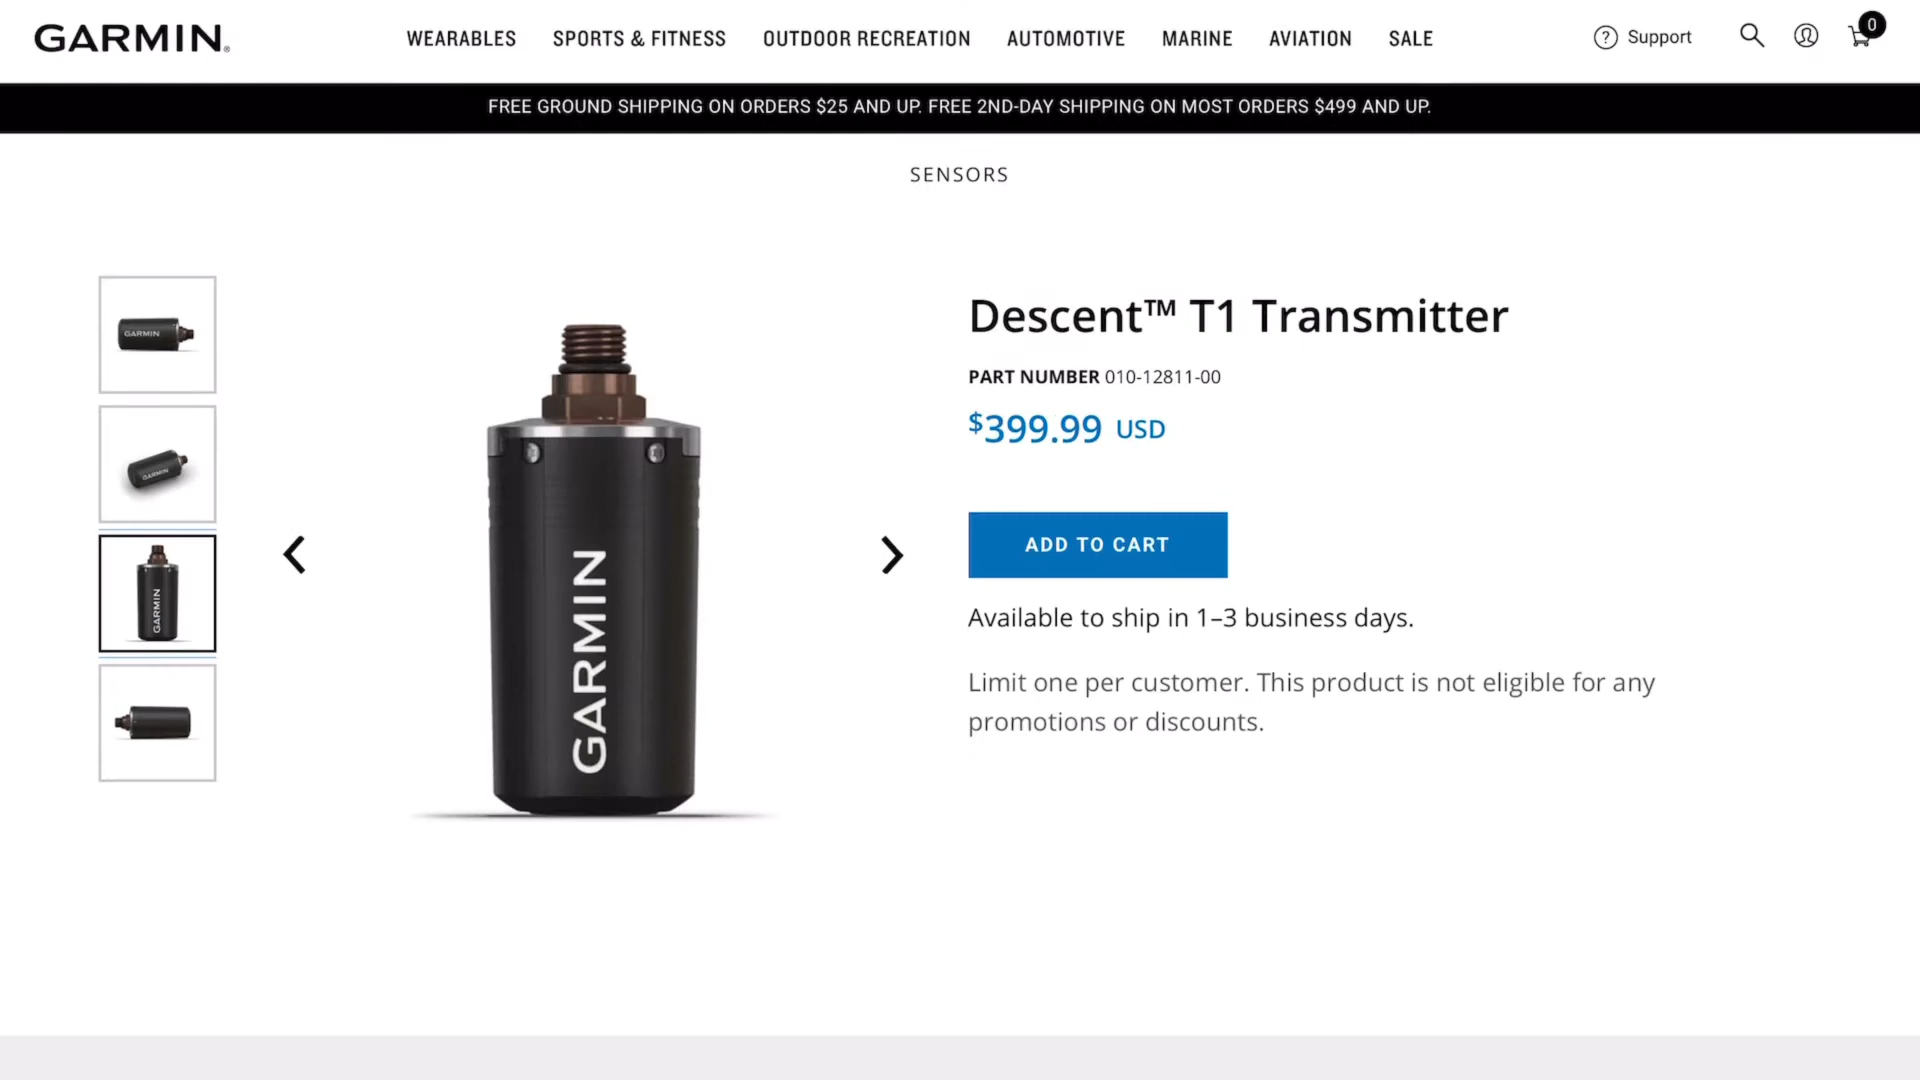 GARMIN®
WEARABLES SPORTS & FITNESS OUTDOOR RECREATION AUTOMOTIVE MARINE AVIATION SALE
? Support
0
FREE GROUND SHIPPING ON ORDERS $25 AND UP. FREE 2ND-DAY SHIPPING ON MOST ORDERS $499 AND UP.
SENSORS
GARMIN
GARMIN
GARMIN
GARMIN
Descent™ T1 Transmitter
PART NUMBER 010-12811-00
$399.99 USD
ADD TO CART
Available to ship in 1–3 business days.
Limit one per customer. This product is not eligible for any
promotions or discounts.